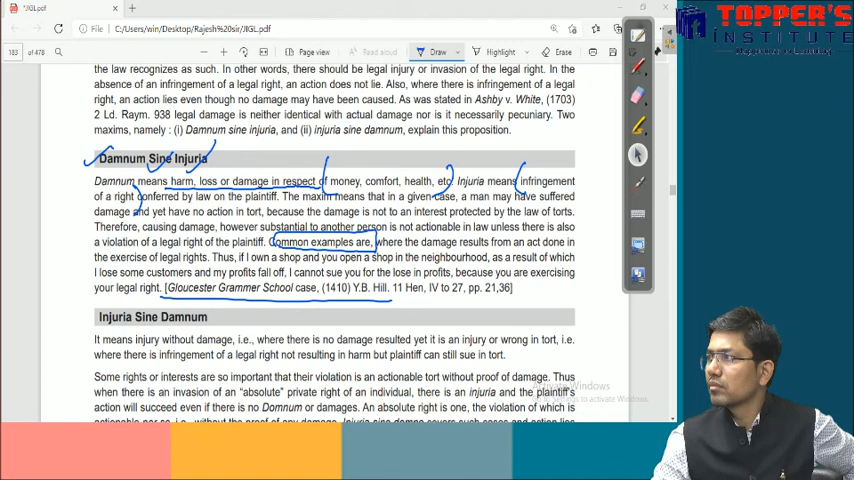 *JIGL.pdf
File
C:/Users/win/Desktop/Rajesh sir/JIGL.pdf
TOPPER'S
INSTITUTE
183 of 478
Page view
Read aloud
Draw
Highlight
Erase
the law recognizes as such. In other words, there should be legal injury or invasion of the legal right. In the
absence of an infringement of a legal right, an action does not lie. Also, where there is infringement of a legal
right, an action lies even though no damage may have been caused. As was stated in Ashby v. White, (1703)
2 Ld. Raym. 938 legal damage is neither identical with actual damage nor is it necessarily pecuniary. Two
maxims, namely : (i) Damnum sine injuria, and (ii) injuria sine damnum, explain this proposition.
Damnum Sine Injuria
Damnum means harm, loss or damage in respect of money, comfort, health, etc. Injuria means infringement
of a right conferred by law on the plaintiff. The maxim means that in a given case, a man may have suffered
damage and yet have no action in tort, because the damage is not to an interest protected by the law of torts.
Therefore, causing damage, however substantial to another person is not actionable in law unless there is also
a violation of a legal right of the plaintiff. Common examples are, where the damage results from an act done in
the exercise of legal rights. Thus, if I own a shop and you open a shop in the neighbourhood, as a result of which
I lose some customers and my profits fall off, I cannot sue you for the lose in profits, because you are exercising
your legal right. [Gloucester Grammer School case, (1410) Y.B. Hill. 11 Hen, IV to 27, pp. 21,36]
Injuria Sine Damnum
It means injury without damage, i.e., where there is no damage resulted yet it is an injury or wrong in tort, i.e.
where there is infringement of a legal right not resulting in harm but plaintiff can still sue in tort.
Some rights or interests are so important that their violation is an actionable tort without proof of damage. Thus
when there is an invasion of an "absolute" private right of an individual, there is an injuria and the plaintiff's
action will succeed even if there is no Domnum or damages. An absolute right is one, the violation of which is
Activate Windows